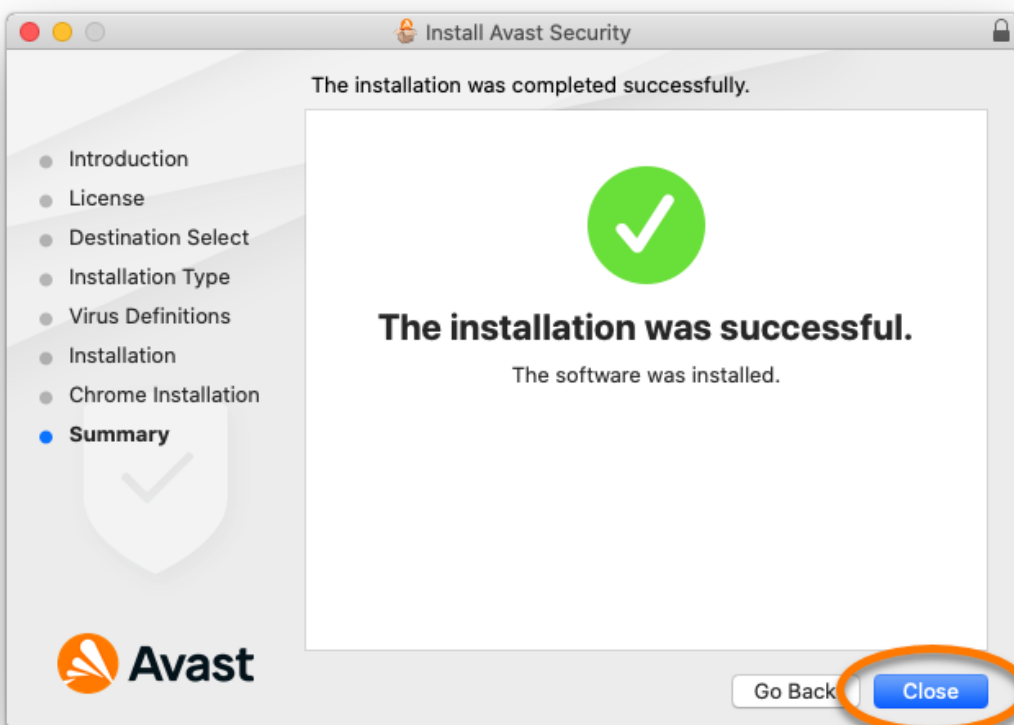 Install Avast Security
The installation was completed successfully.
Introduction
License
Destination Select
Installation Type
Virus Definitions
Installation
Chrome Installation
Summary
The installation was successful.
The software was installed.
Avast
Go Back
Close